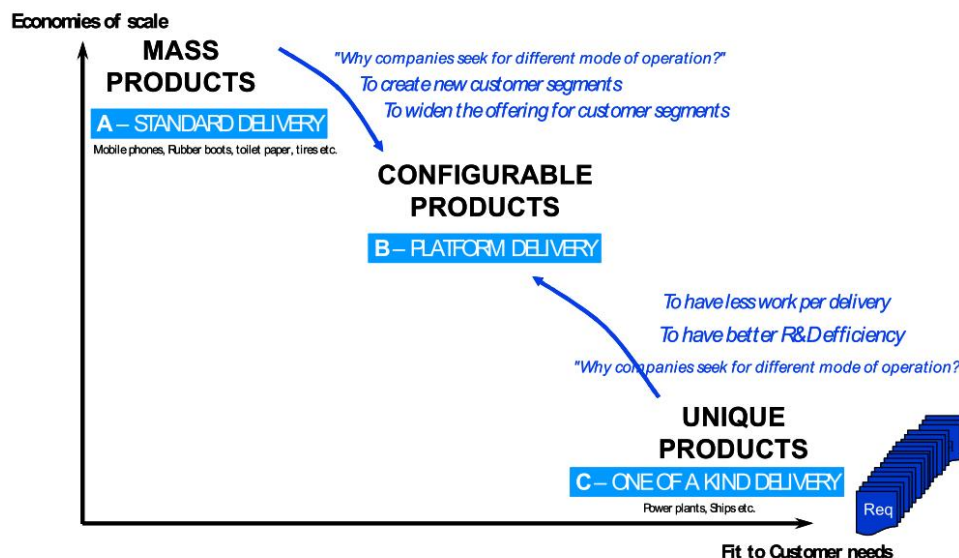 Economies of scale
MASS
PRODUCTS
A – STANDARD DELIVERY
Mobile phones, Rubber boots, toilet paper, tires etc.
"Why companies seek for different mode of operation?"
To create new customer segments
To widen the offering for customer segments
CONFIGURABLE
PRODUCTS
B – PLATFORM DELIVERY
To have less work per delivery
To have better R&D efficiency
"Why companies seek for different mode of operation?
UNIQUE
PRODUCTS
C – ONE OF A KIND DELIVERY
Power plants, Ships etc.
Req
Fit to Customer needs